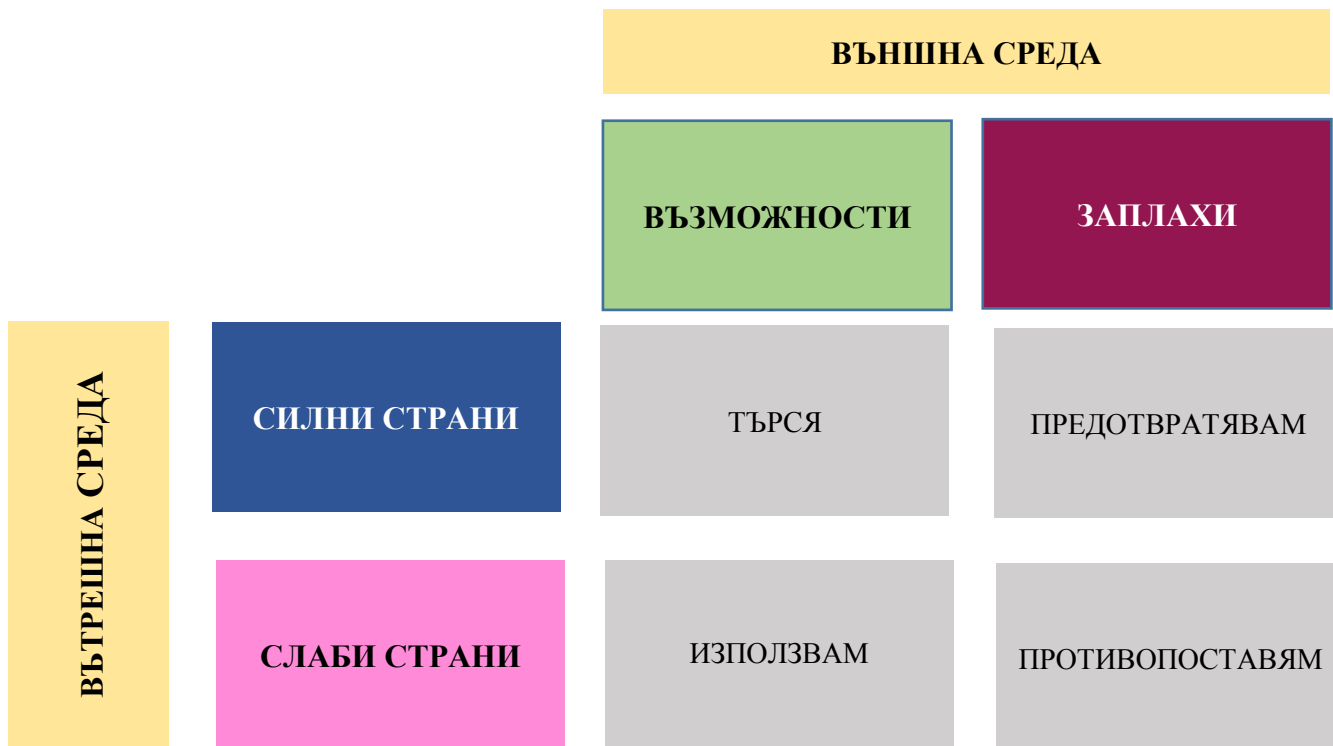 ВЪНШНА СРЕДА
ВЪЗМОЖНОСТИ
ЗАПЛАХИ
ВЪТРЕШНА СРЕДА
СИЛНИ СТРАНИ
ТЪРСЯ
ПРЕДОТВРАТЯВАМ
СЛАБИ СТРАНИ
ИЗПОЛЗВАМ
ПРОТИВОПОСТАВЯМ